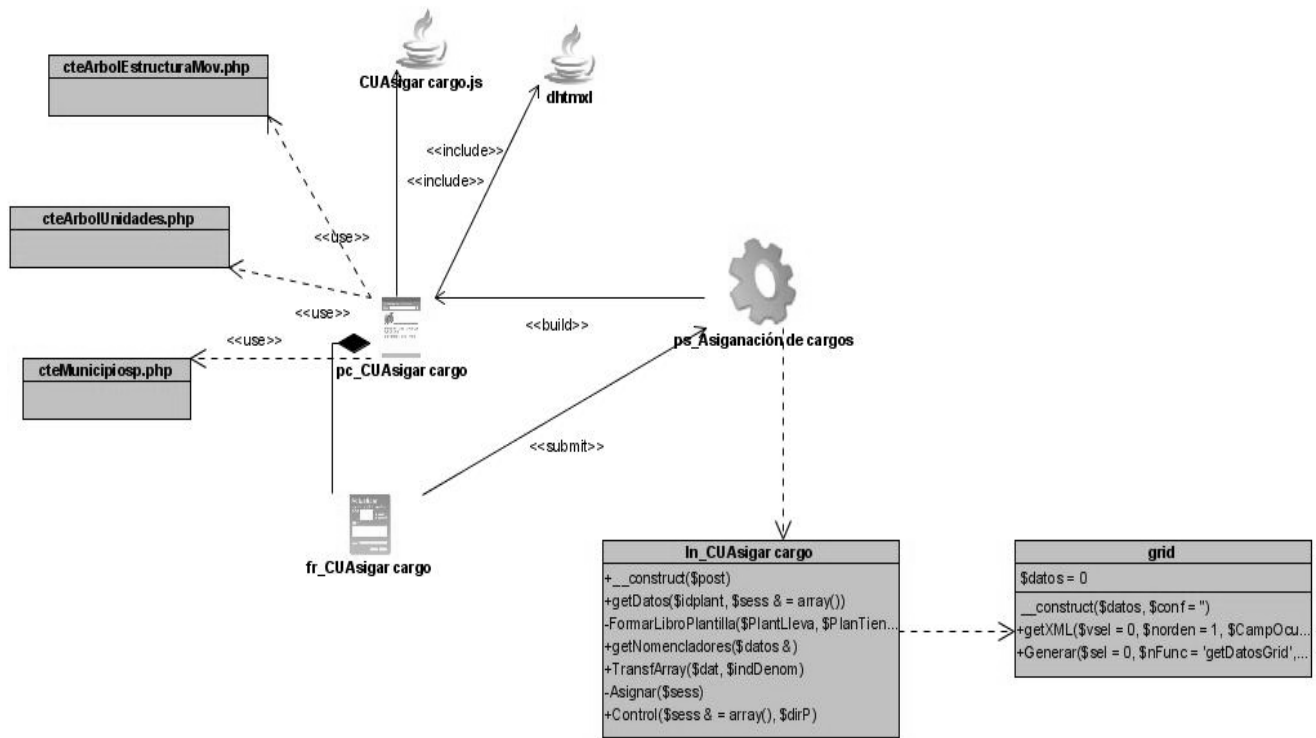 cteArbolEstructuraMov.php
CUAsigar cargo.js
dhtmxl
<<include>>
<<include>>
cteArbolUnidades.php
<<use>>
<<use>>
<<build>>
ps_Asiganación de cargos
<<use>>
cteMunicipiosp.php
pc_CUAsigar cargo
<<submit>>
fr_CUAsigar cargo
ln_CUAsigar cargo
+__construct($post)
+getDatos($idplant, $sess & = array())
-FormarLibroPlantilla($PlantLleva, $PlanTien...
+getNomencladores($datos &)
+TransfArray($dat, $indDenom)
-Asignar($sess)
+Control($sess & = array(), $dirP)
grid
$datos = 0
__construct($datos, $conf = '')
+getXML($vsel = 0, $norden = 1, $CampOcu...
+Generar($sel = 0, $nFunc = 'getDatosGrid',...